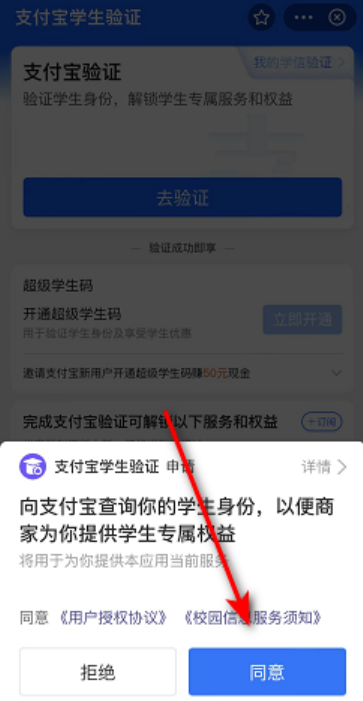 支付宝学生验证
支付宝验证
我的学信验证
验证学生身份，解锁学生专属服务和权益
去验证
验证成功即享
超级学生码
开通超级学生码
用于验证学生身份及享受学生优惠
立即开通
邀请支付宝新用户开通超级学生码赚50元现金
完成支付宝验证可解锁以下服务和权益
+订阅
支付宝学生验证 申请
详情
向支付宝查询你的学生身份，以便商
家为你提供学生专属权益
将用于为你提供本应用当前服务
同意 《用户授权协议》 《校园信息服务须知》
拒绝
同意